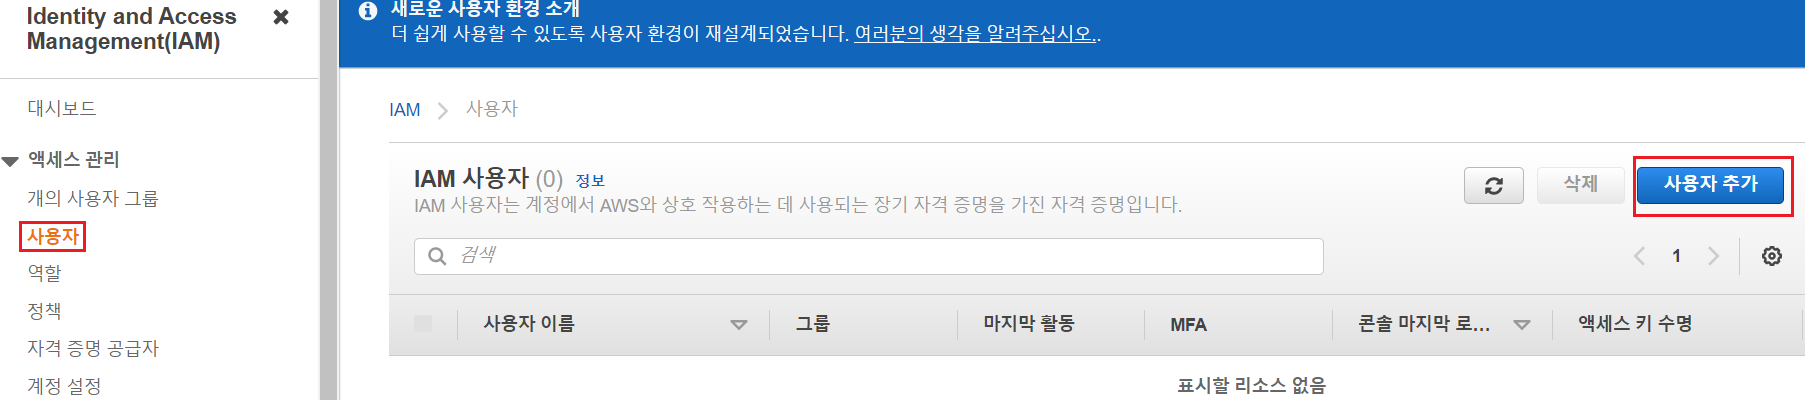 Identity and Access
Management(IAM)
대시보드
액세스 관리
개의 사용자 그룹
사용자
역할
정책
자격 증명 공급자
계정 설정
새로운 사용자 환경 소개
더 쉽게 사용할 수 있도록 사용자 환경이 재설계되었습니다. 여러분의 생각을 알려주십시오..
IAM 사용자
IAM 사용자 (0) 정보
IAM 사용자는 계정에서 AWS와 상호 작용하는 데 사용되는 장기 자격 증명을 가진 자격 증명입니다.
삭제 사용자 추가
검색
1
사용자 이름 그룹 마지막 활동 MFA 콘솔 마지막 로... 액세스 키 수명
표시할 리소스 없음